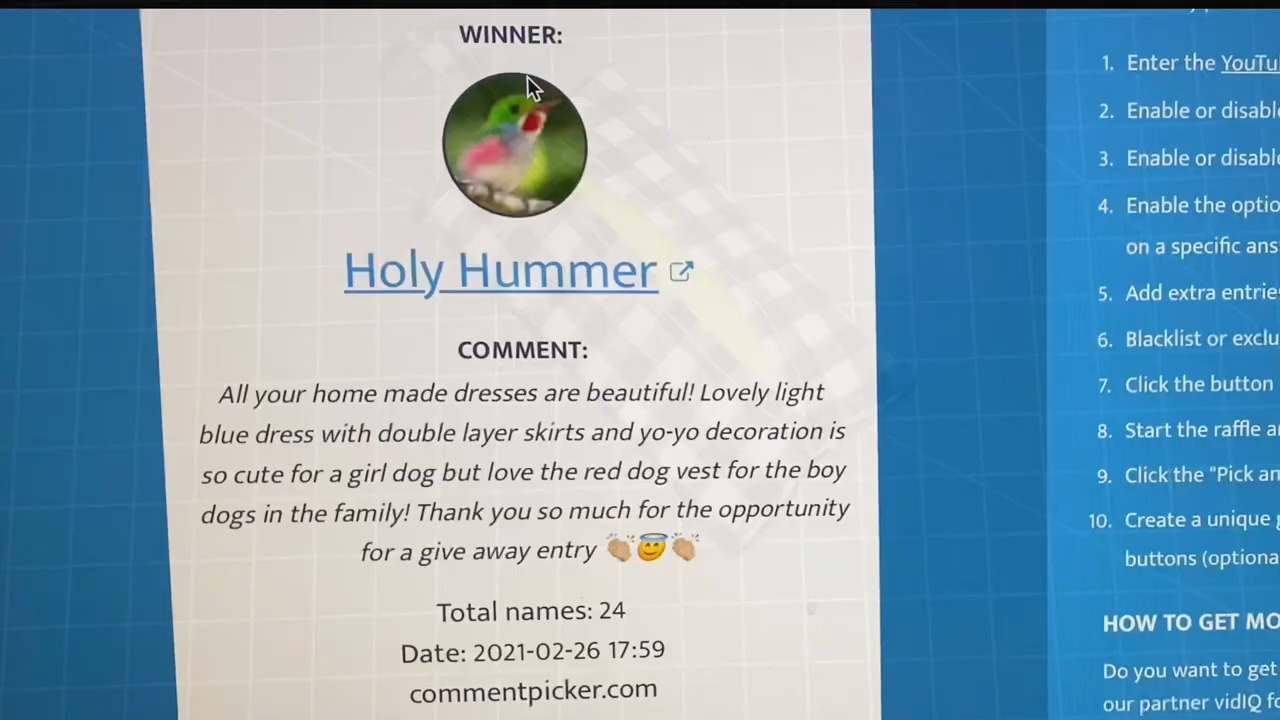 WINNER:
Holy Hummer
COMMENT:
All your home made dresses are beautiful! Lovely light
blue dress with double layer skirts and yo-yo decoration is
so cute for a girl dog but love the red dog vest for the boy
dogs in the family! Thank you so much for the opportunity
for a give away entry 👏🏼😇👏🏼
Total names: 24
Date: 2021-02-26 17:59
commentpicker.com
1. Enter the YouTu
2. Enable or disabl
3. Enable or disable
4. Enable the optio
on a specific ans
5. Add extra entrie
6. Blacklist or exclu
7. Click the button
8. Start the raffle a
9. Click the "Pick an
10. Create a unique
buttons (optiona
HOW TO GET MO
Do you want to get
our partner vidIQ fo